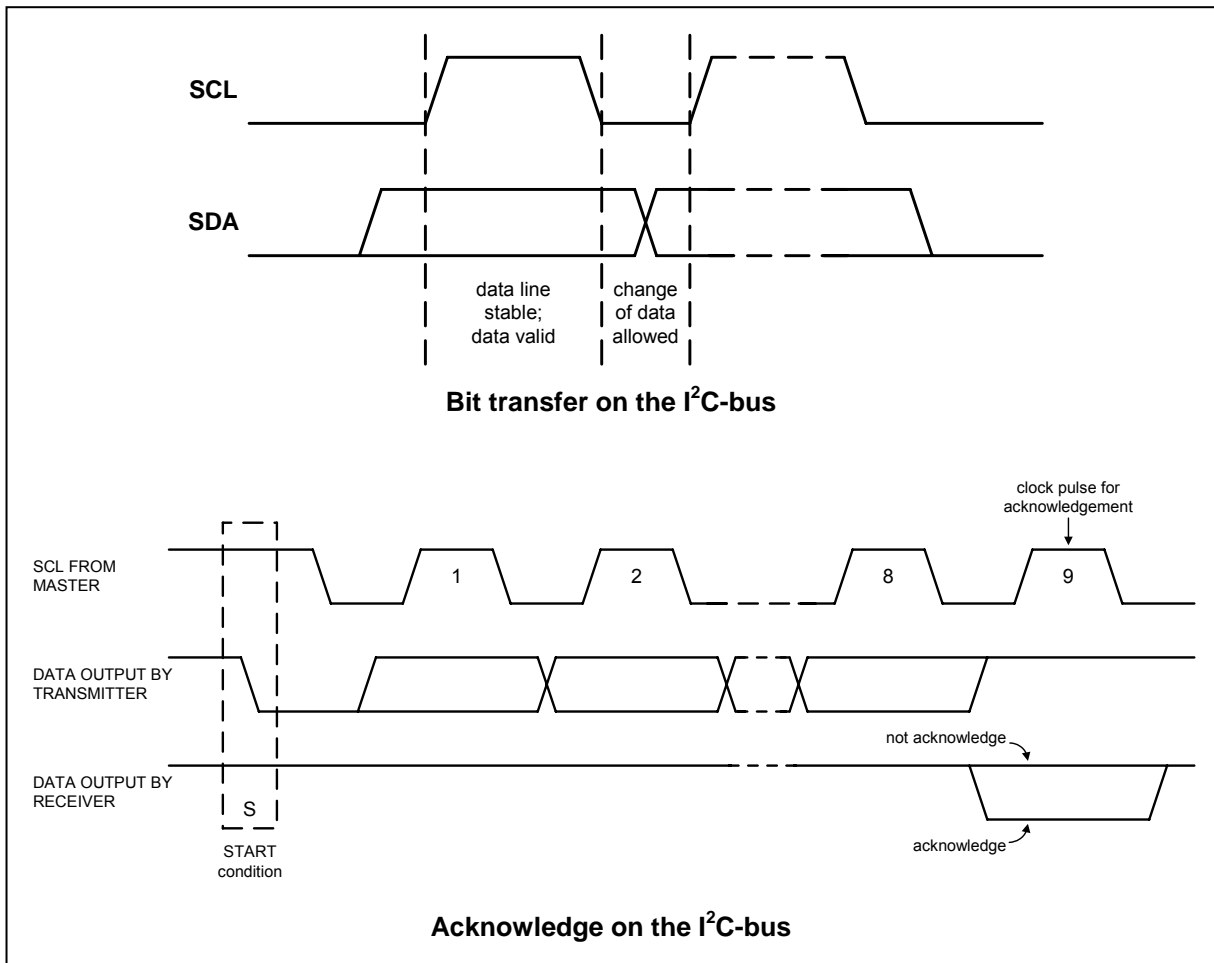 SCL
SDA
data line
stable;
data valid
change
of data
allowed
Bit transfer on the I²C-bus
clock pulse for
acknowledgement
SCL FROM
MASTER
1
2
8
9
DATA OUTPUT BY
TRANSMITTER
not acknowledge
DATA OUTPUT BY
RECEIVER
S
acknowledge
START
condition
Acknowledge on the I²C-bus